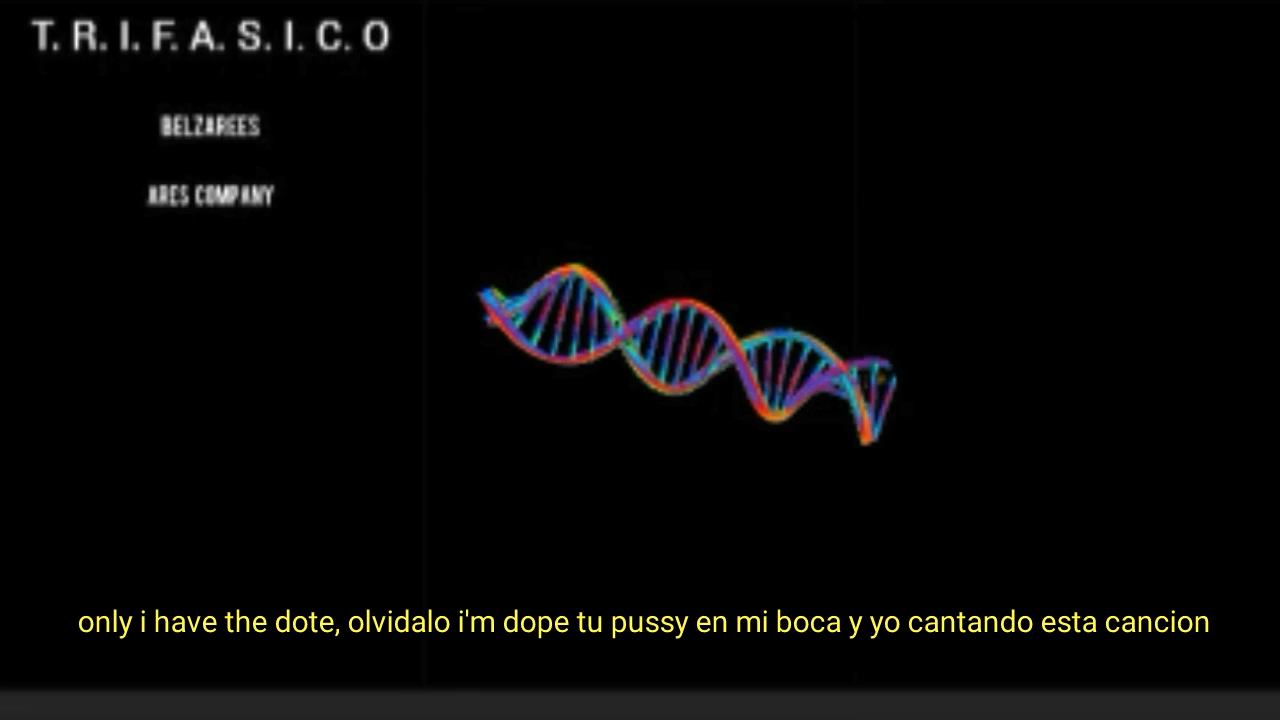 T. R. I. F. A. S. I. C. O
BELZAREES
ARES COMPANY
only i have the dote, olvidalo i'm dope tu pussy en mi boca y yo cantando esta cancion